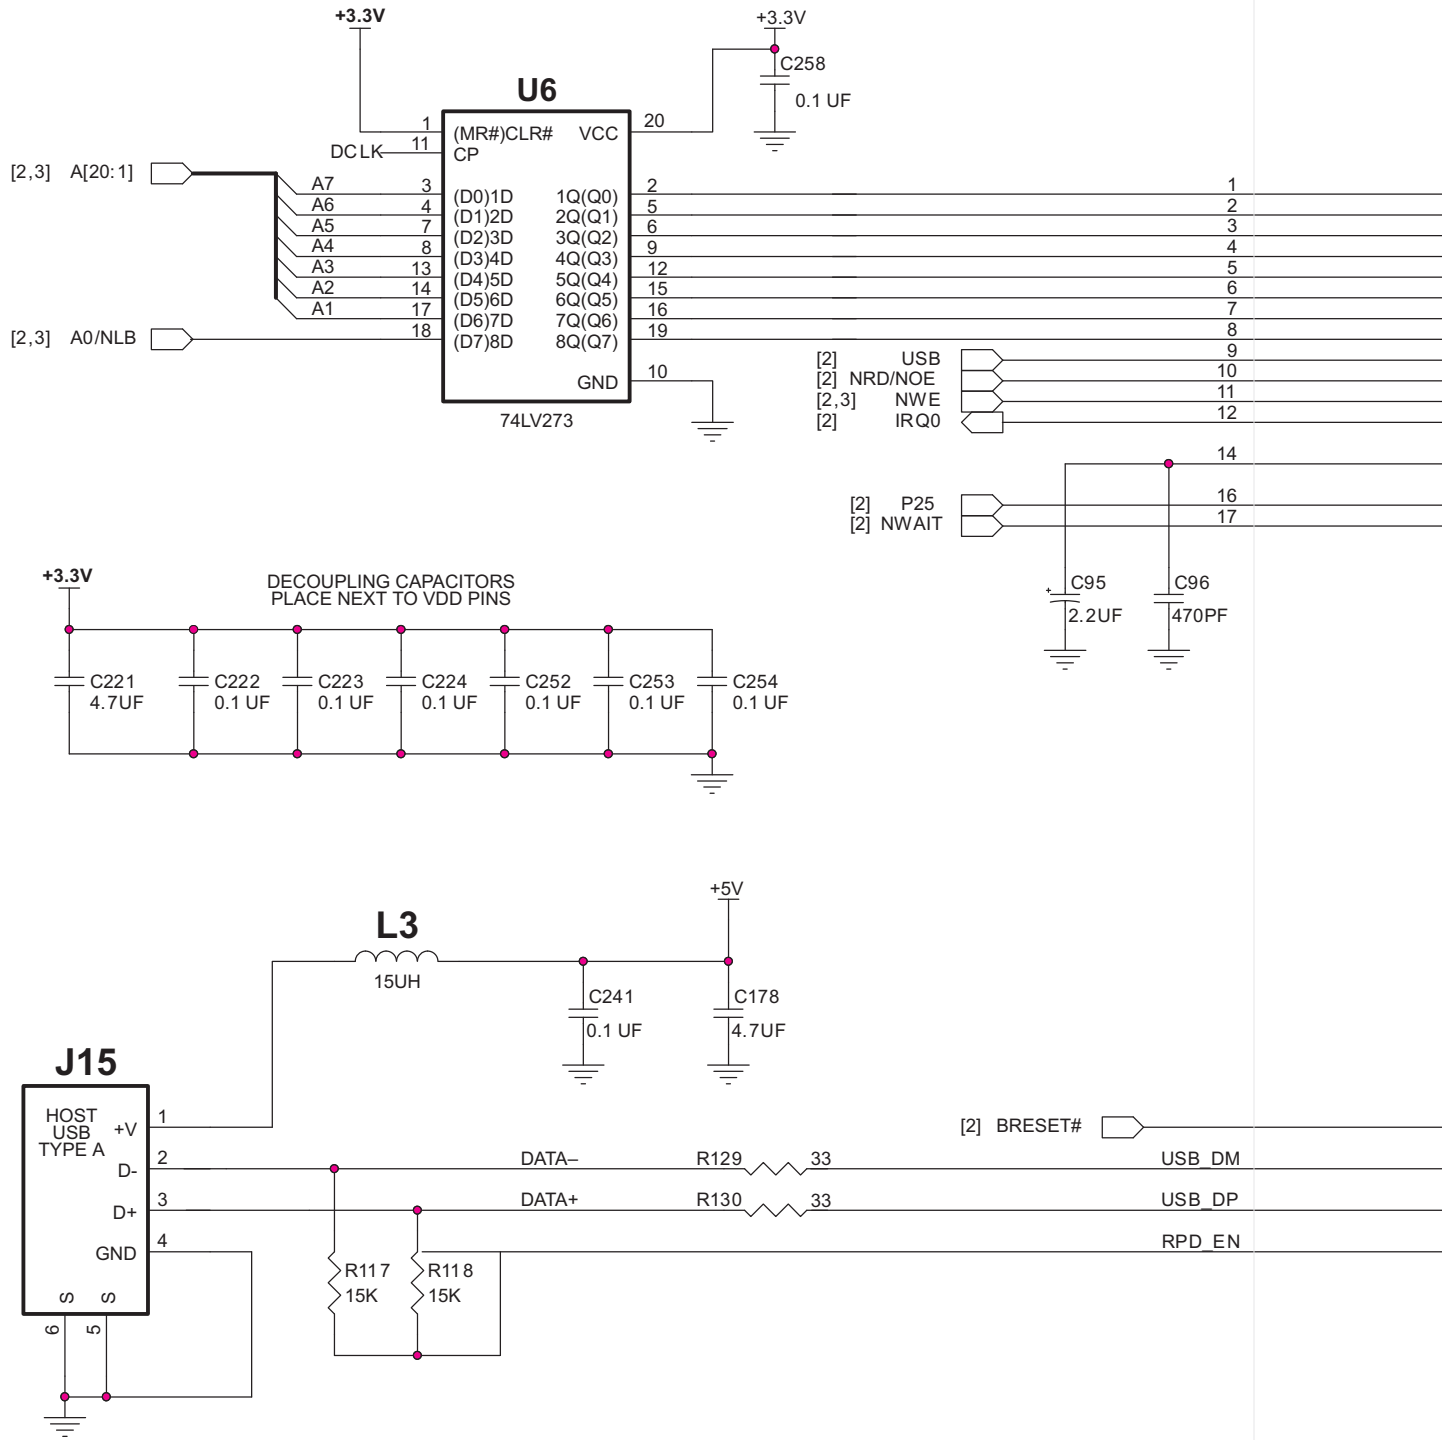 +3.3V
+3.3V
C258
0.1 UF
U6
1 (MR#)CLR# VCC 20
DCLK 11 CP
[2,3] A[20:1]
A7 3 (D0)1D 1Q(Q0) 2 1
A6 4 (D1)2D 2Q(Q1) 5 2
A5 7 (D2)3D 3Q(Q2) 6 3
A4 8 (D3)4D 4Q(Q3) 9 4
A3 13 (D4)5D 5Q(Q4) 12 5
A2 14 (D5)6D 6Q(Q5) 15 6
A1 17 (D6)7D 7Q(Q6) 16 7
[2,3] A0/NLB 18 (D7)8D 8Q(Q7) 19 8
GND 10
74LV273
[2] USB 9
[2] NRD/NOE 10
[2,3] NWE 11
[2] IRQ0 12
14
[2] P25 16
[2] NWAIT 17
+ C95
2.2UF
C96
470PF
+3.3V
DECOUPLING CAPACITORS
PLACE NEXT TO VDD PINS
C221
4.7UF
C222
0.1 UF
C223
0.1 UF
C224
0.1 UF
C252
0.1 UF
C253
0.1 UF
C254
0.1 UF
+5V
L3
15UH
C241
0.1 UF
C178
4.7UF
J15
HOST
USB
TYPE A
+V 1
D- 2
D+ 3
GND 4
S 6
S 5
DATA–
R129 33
DATA+
R130 33
R117
15K
R118
15K
[2] BRESET#
USB_DM
USB_DP
RPD_EN